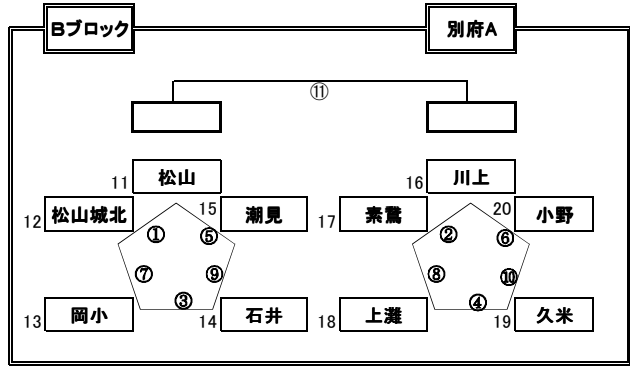 Bブロック 別府A
⑪
11 松山 16 川上
12 松山城北 15 潮見 17 素鵞 20 小野
① ⑤ ② ⑥
⑦ ⑨ ⑧ ⑩
③ ④
13 岡小 14 石井 18 上灘 19 久米